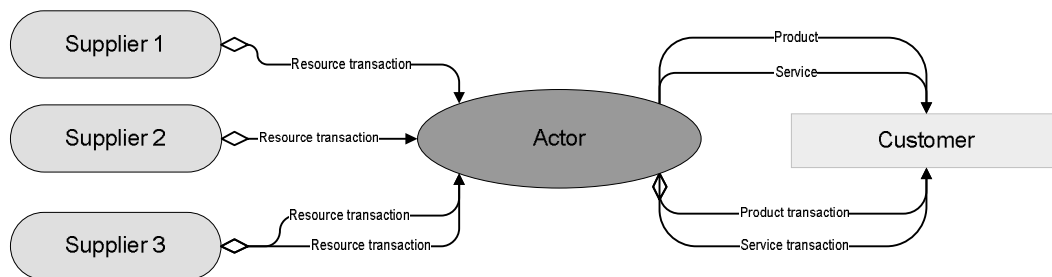 Supplier 1
Resource transaction
Product
Service
Supplier 2
Resource transaction
Actor
Customer
Supplier 3
Resource transaction
Resource transaction
Product transaction
Service transaction